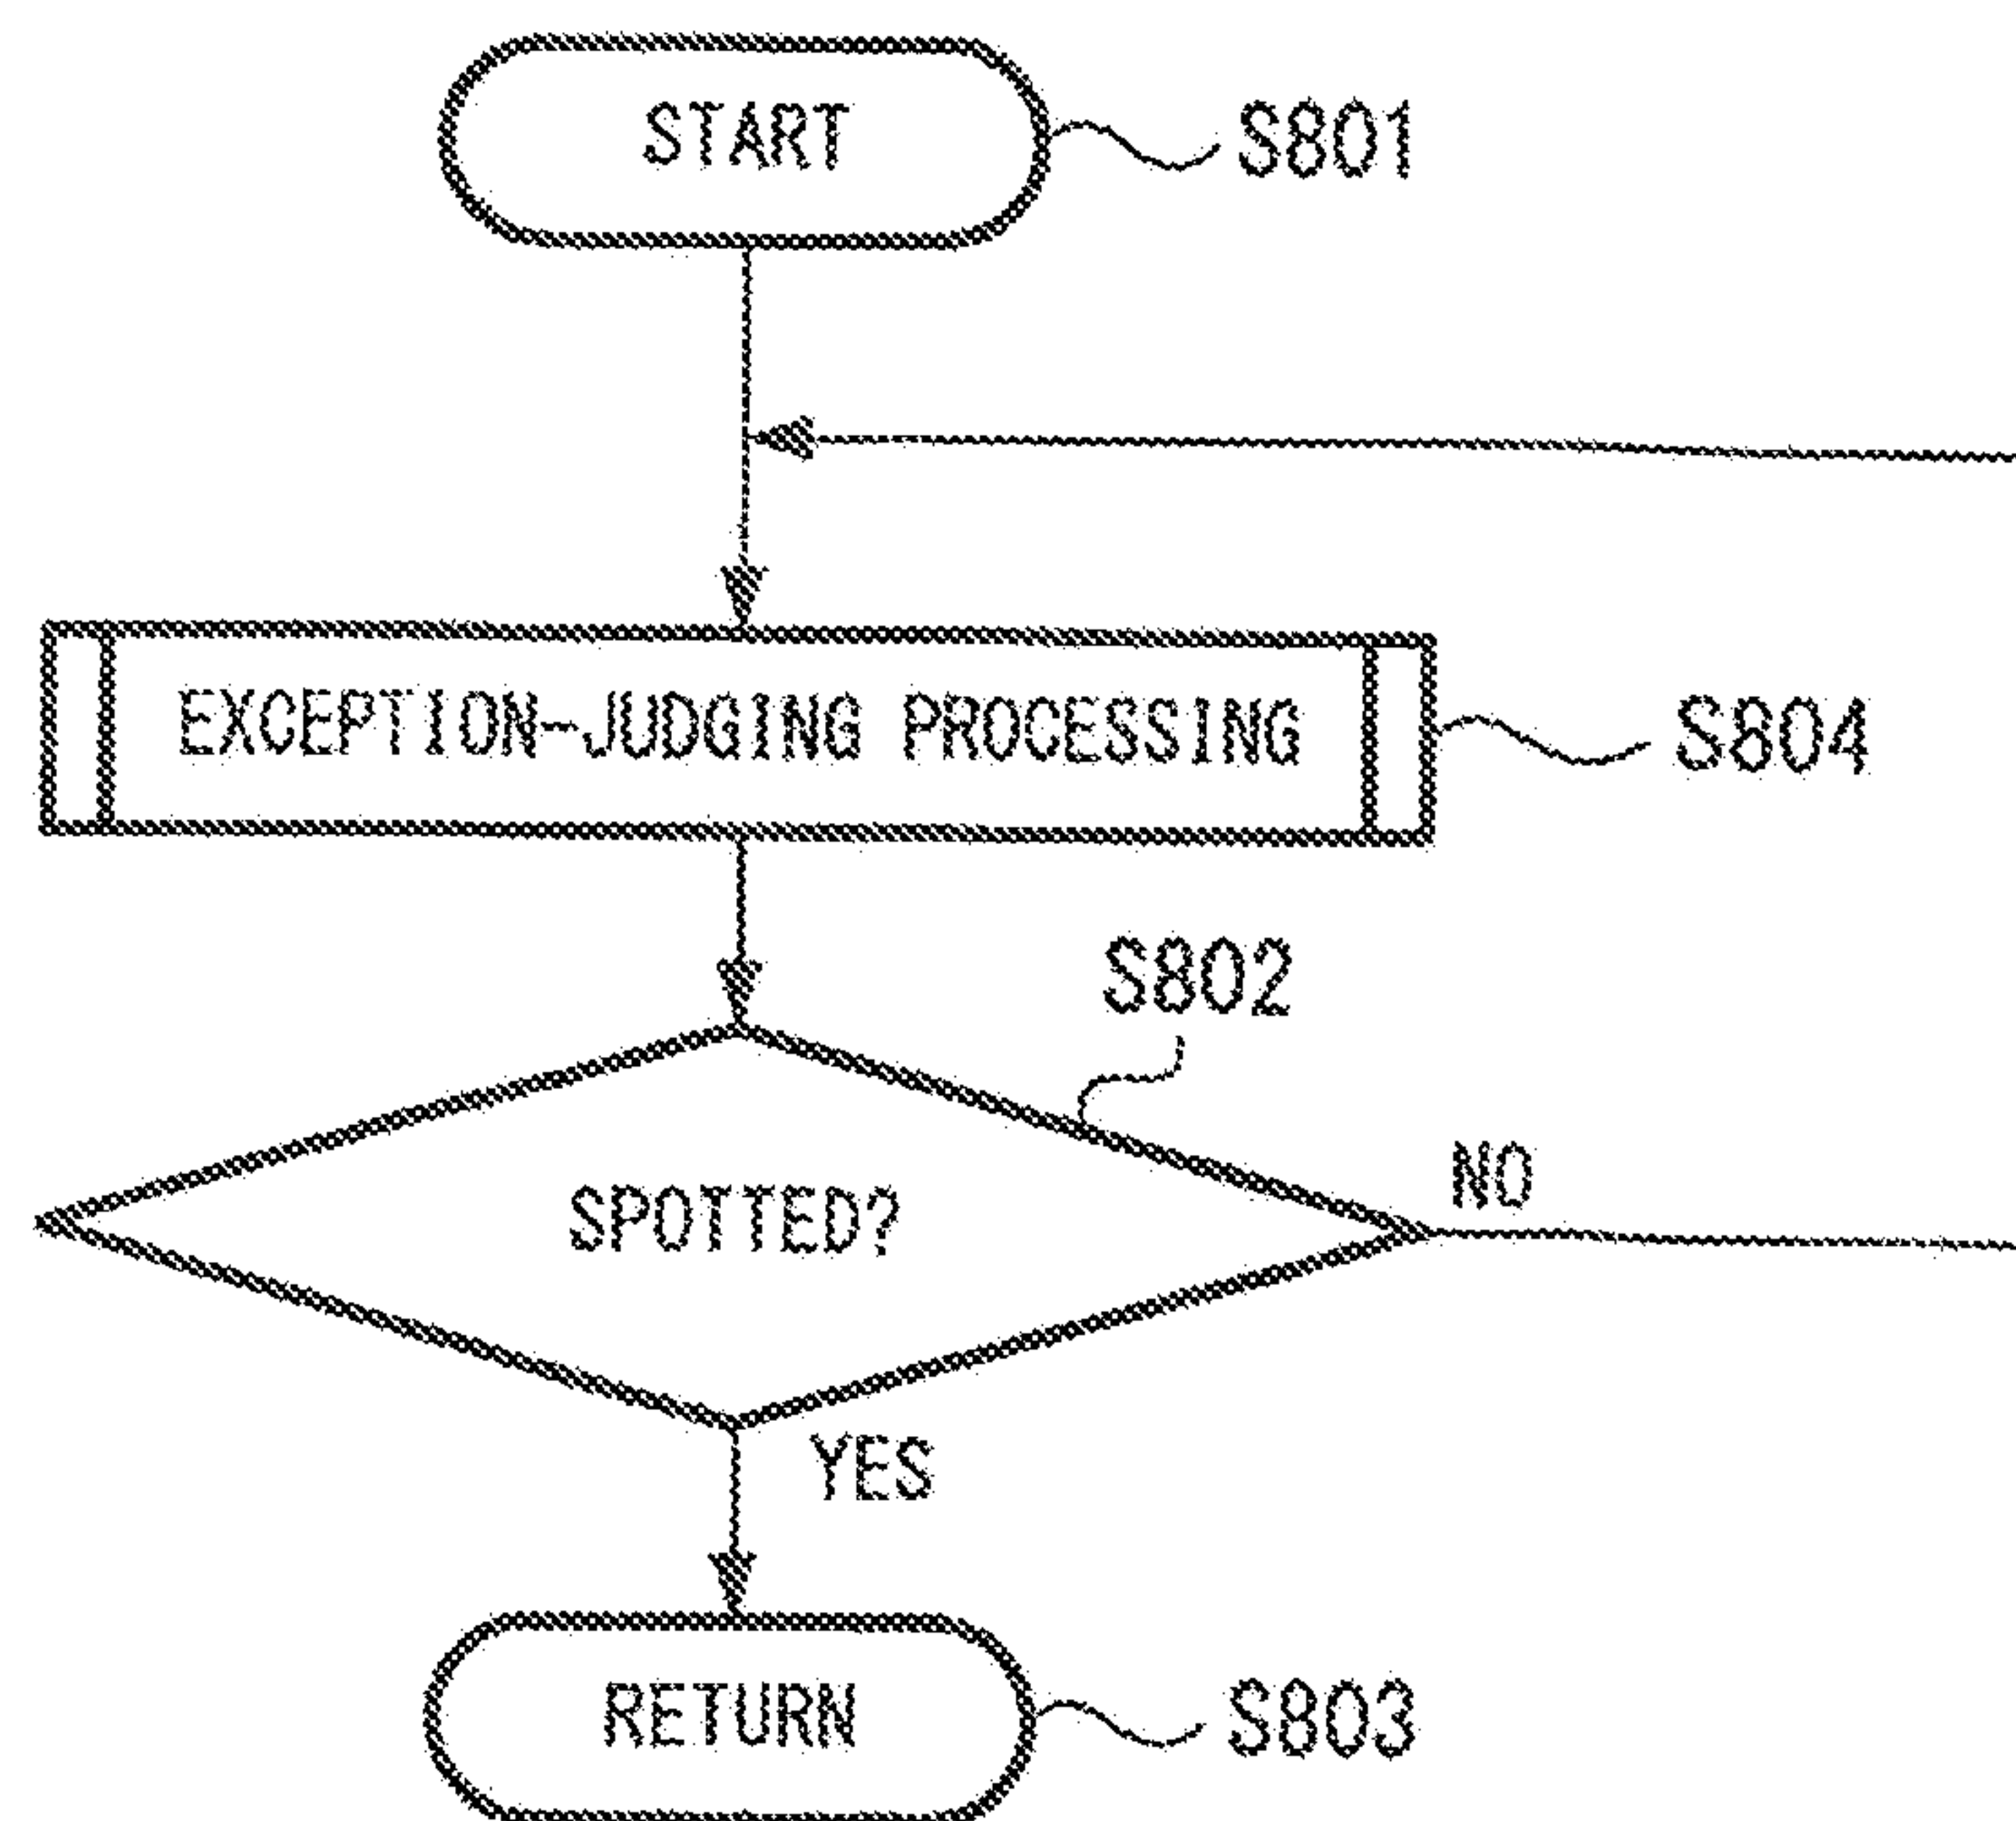 START
S801
EXCEPTION-JUDGING PROCESSING
S804
S802
SPOTTED?
NO
YES
RETURN
S803